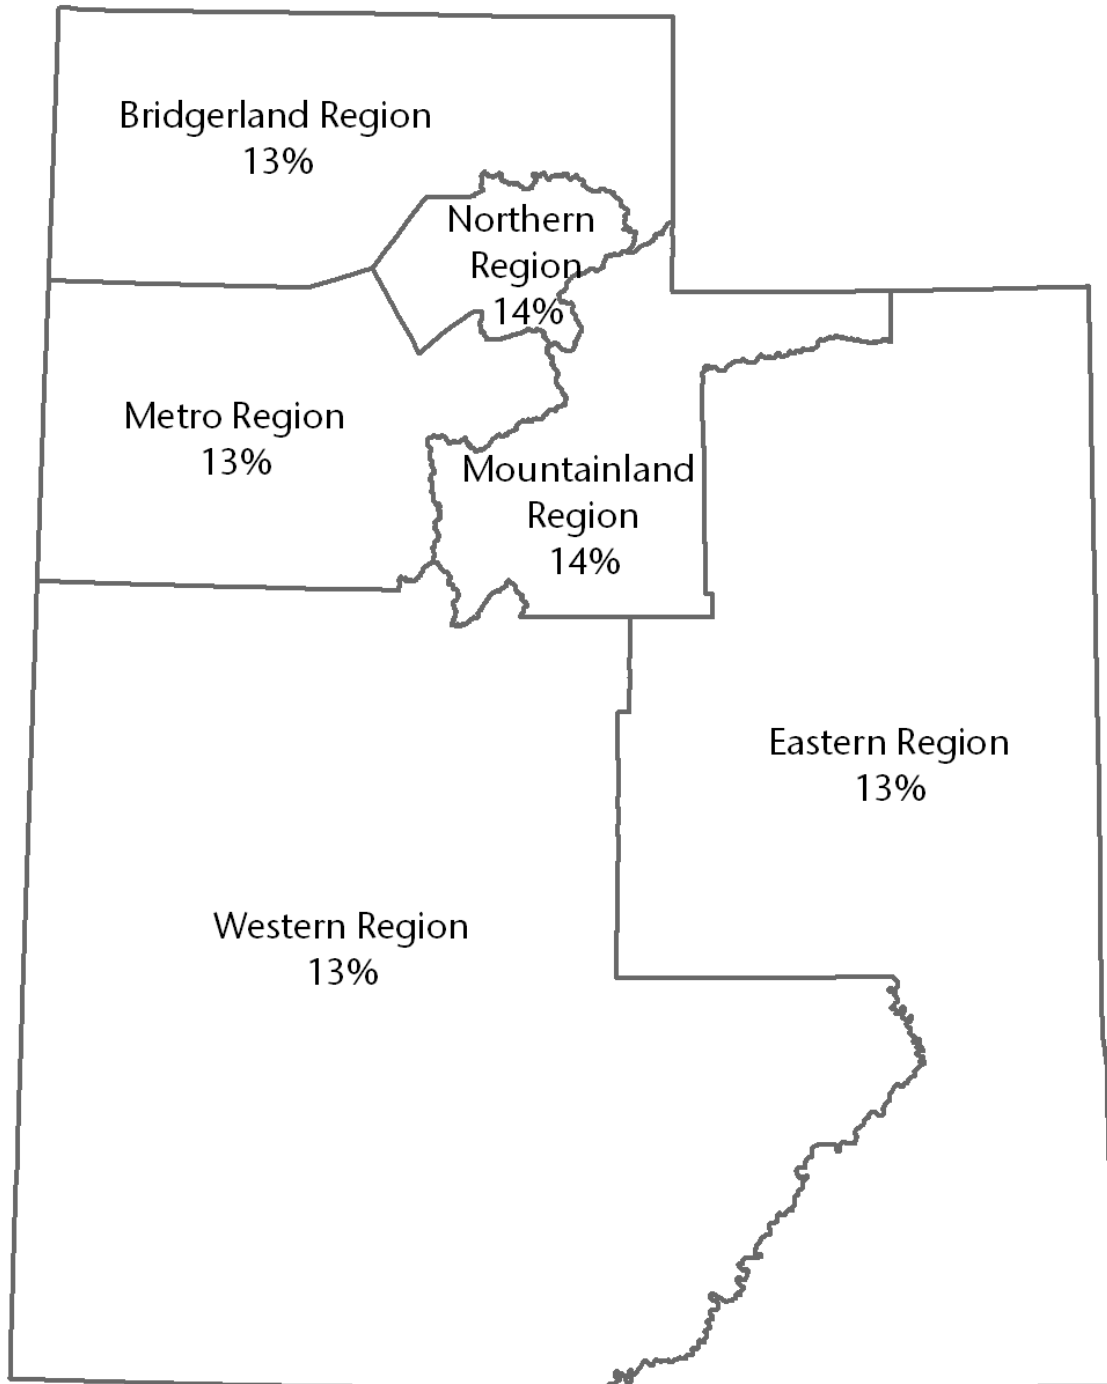 Bridgerland Region
13%
Northern
Region
14%
Metro Region
13%
Mountainland
Region
14%
Eastern Region
13%
Western Region
13%